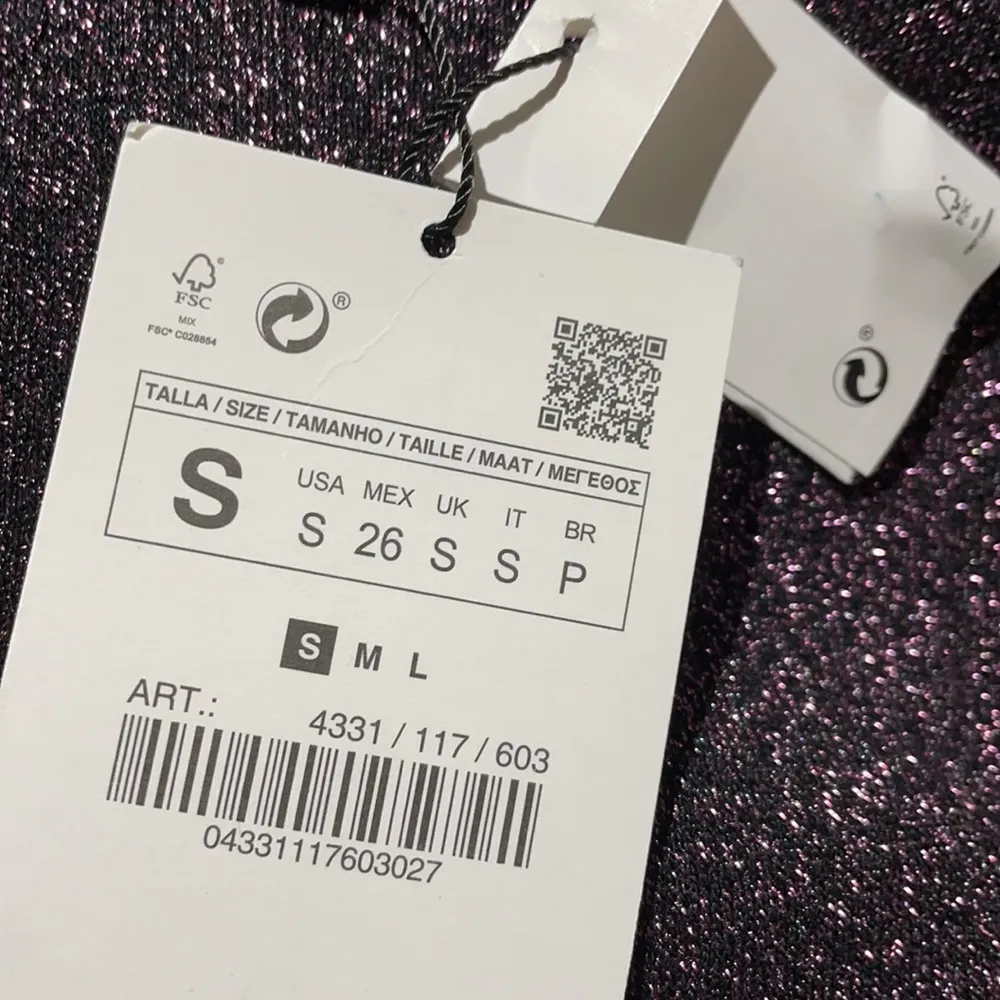 FSC®
MIX
FSC® C028854
®
TALLA / SIZE / TAMANHO / TAILLE / MAAT / ΜΕΓΕΘΟΣ
S
USA MEX UK IT BR
S 26 S S P
S M L
ART.:
4331 / 117 / 603
04331117603027
FSC
®